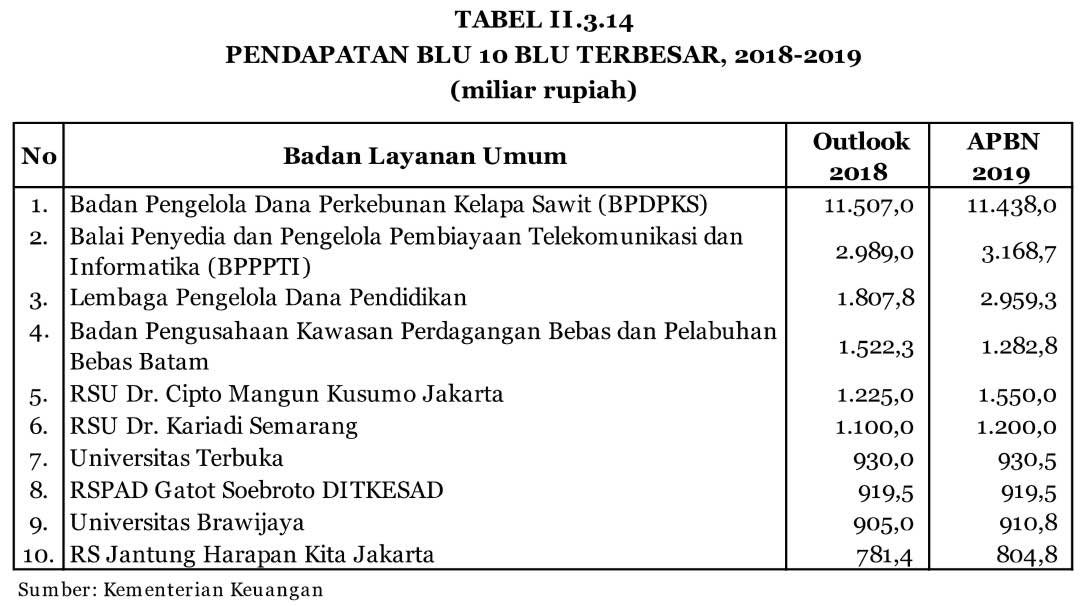 TABEL II.3.14
PENDAPATAN BLU 10 BLU TERBESAR, 2018-2019
(miliar rupiah)
No Badan Layanan Umum Outlook 2018 APBN 2019
1. Badan Pengelola Dana Perkebunan Kelapa Sawit (BPDPKS) 11.507,0 11.438,0
2. Balai Penyedia dan Pengelola Pembiayaan Telekomunikasi dan
Informatika (BPPPTI) 2.989,0 3.168,7
3. Lembaga Pengelola Dana Pendidikan 1.807,8 2.959,3
4. Badan Pengusahaan Kawasan Perdagangan Bebas dan Pelabuhan
Bebas Batam 1.522,3 1.282,8
5. RSU Dr. Cipto Mangun Kusumo Jakarta 1.225,0 1.550,0
6. RSU Dr. Kariadi Semarang 1.100,0 1.200,0
7. Universitas Terbuka 930,0 930,5
8. RSPAD Gatot Soebroto DITKESAD 919,5 919,5
9. Universitas Brawijaya 905,0 910,8
10. RS Jantung Harapan Kita Jakarta 781,4 804,8
Sumber: Kementerian Keuangan